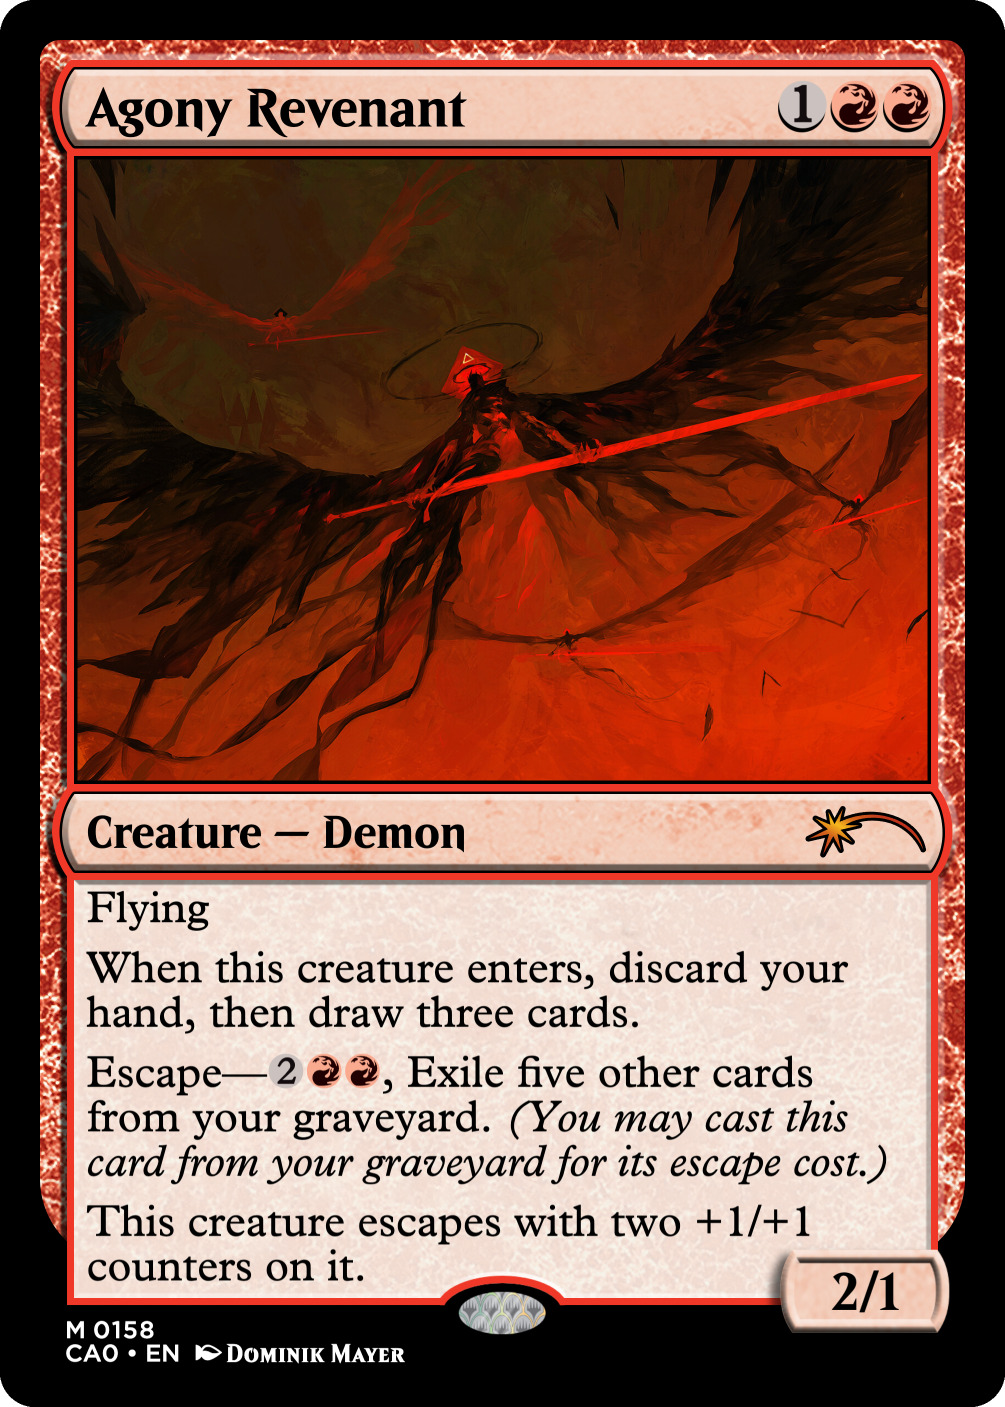 Agony Revenant 1
Creature — Demon
Flying
When this creature enters, discard your
hand, then draw three cards.
Escape—2, Exile five other cards
from your graveyard. (You may cast this
card from your graveyard for its escape cost.)
This creature escapes with two +1/+1
counters on it.
2/1
M 0158
CAO • EN DOMINIK MAYER